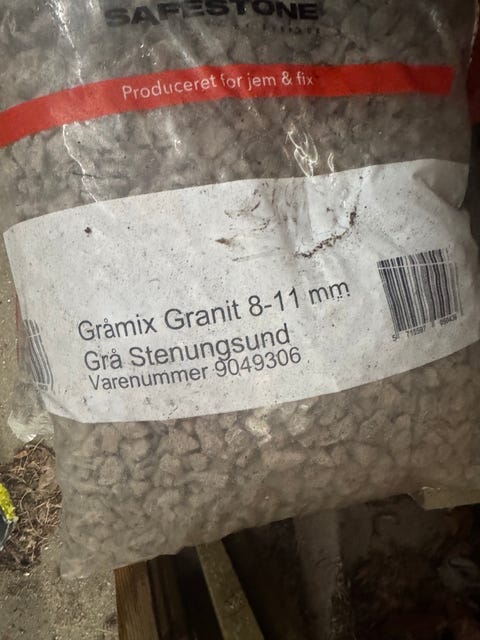 SAFESTONE
Produceret for jem & fix
Gråmix Granit 8-11 mm
Grå Stenungsund
Varenummer 9049306